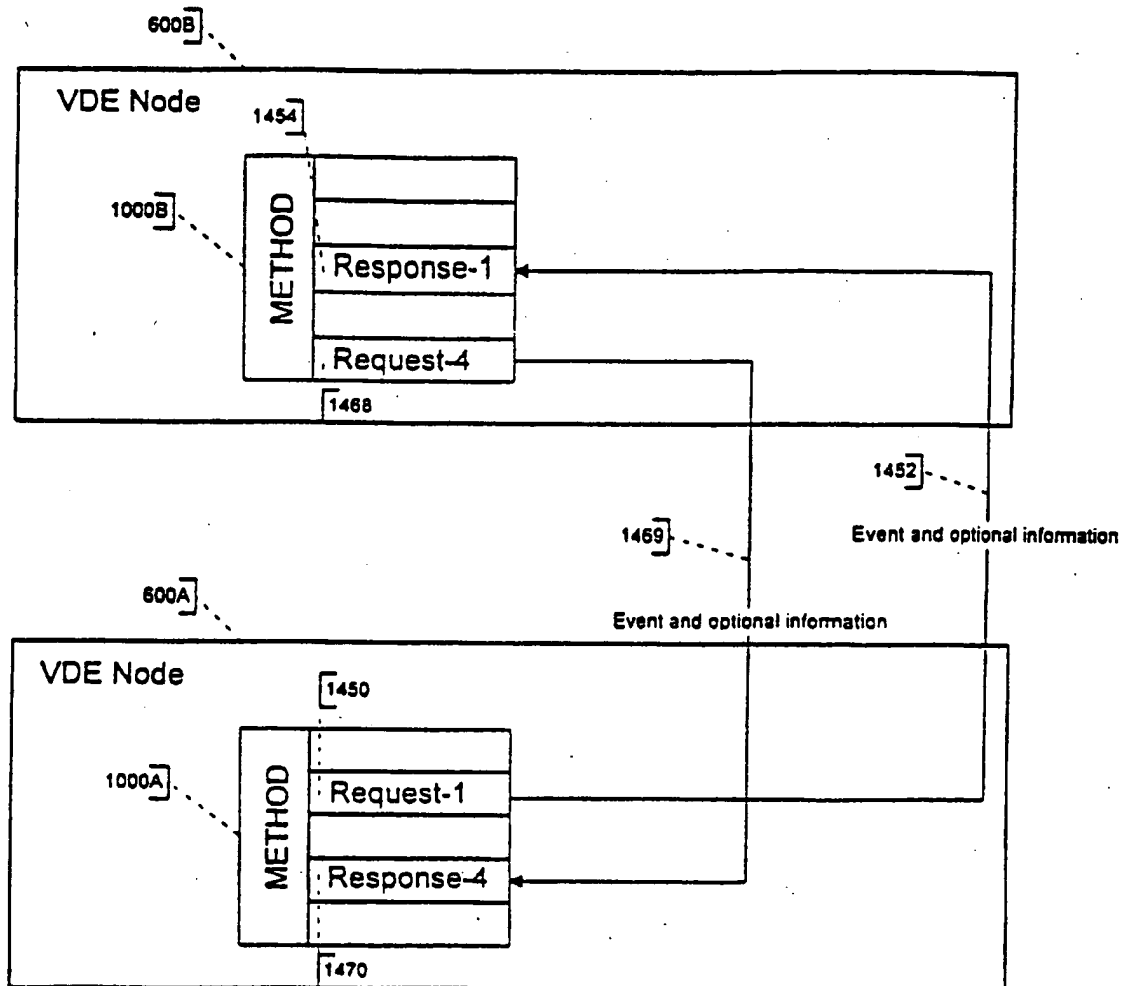 600B
VDE Node
1454
1000B
METHOD
Response-1
Request-4
1468
1452
1469
Event and optional information
600A
Event and optional information
VDE Node
1450
1000A
METHOD
Request-1
Response-4
1470